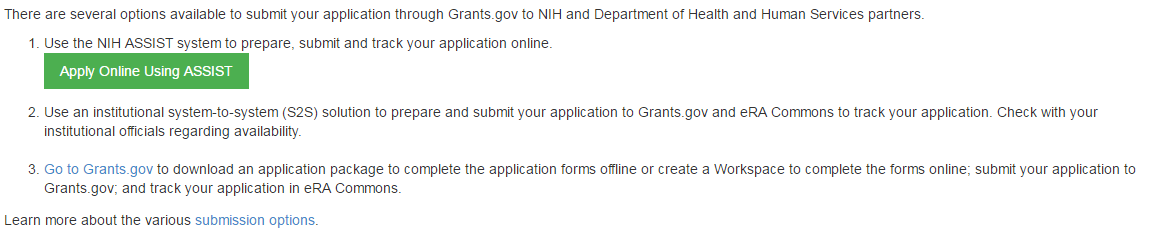 There are several options available to submit your application through Grants.gov to NIH and Department of Health and Human Services partners.
1. Use the NIH ASSIST system to prepare, submit and track your application online.
Apply Online Using ASSIST
2. Use an institutional system-to-system (S2S) solution to prepare and submit your application to Grants.gov and eRA Commons to track your application. Check with your
institutional officials regarding availability.
3. Go to Grants.gov to download an application package to complete the application forms offline or create a Workspace to complete the forms online; submit your application to
Grants.gov; and track your application in eRA Commons.
Learn more about the various submission options.